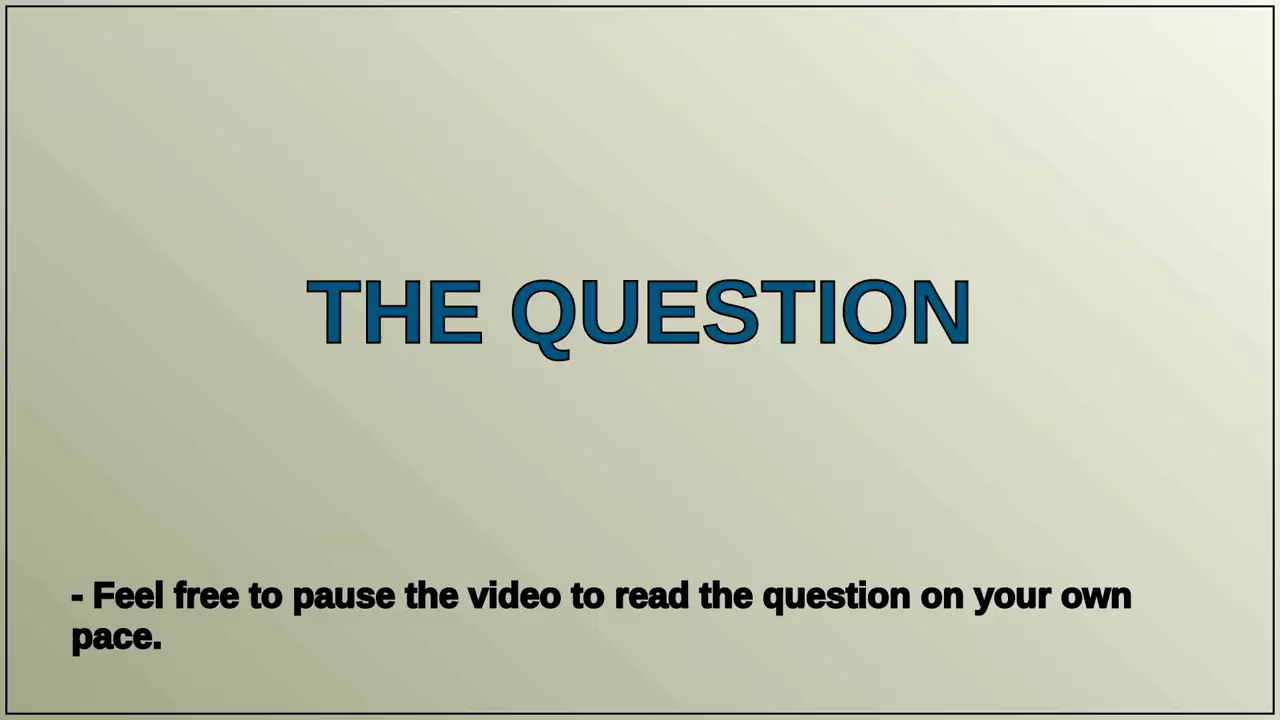 THE QUESTION
- Feel free to pause the video to read the question on your own
pace.